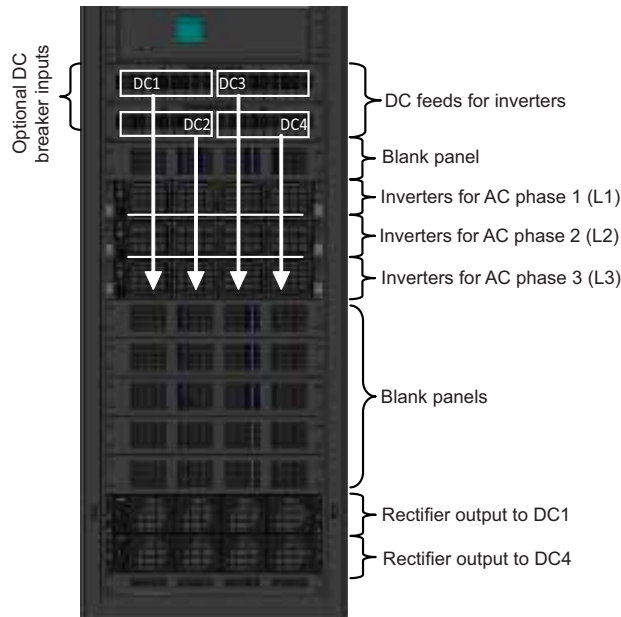 Optional DC
breaker inputs
DC1
DC3
DC2
DC4
DC feeds for inverters
Blank panel
Inverters for AC phase 1 (L1)
Inverters for AC phase 2 (L2)
Inverters for AC phase 3 (L3)
Blank panels
Rectifier output to DC1
Rectifier output to DC4